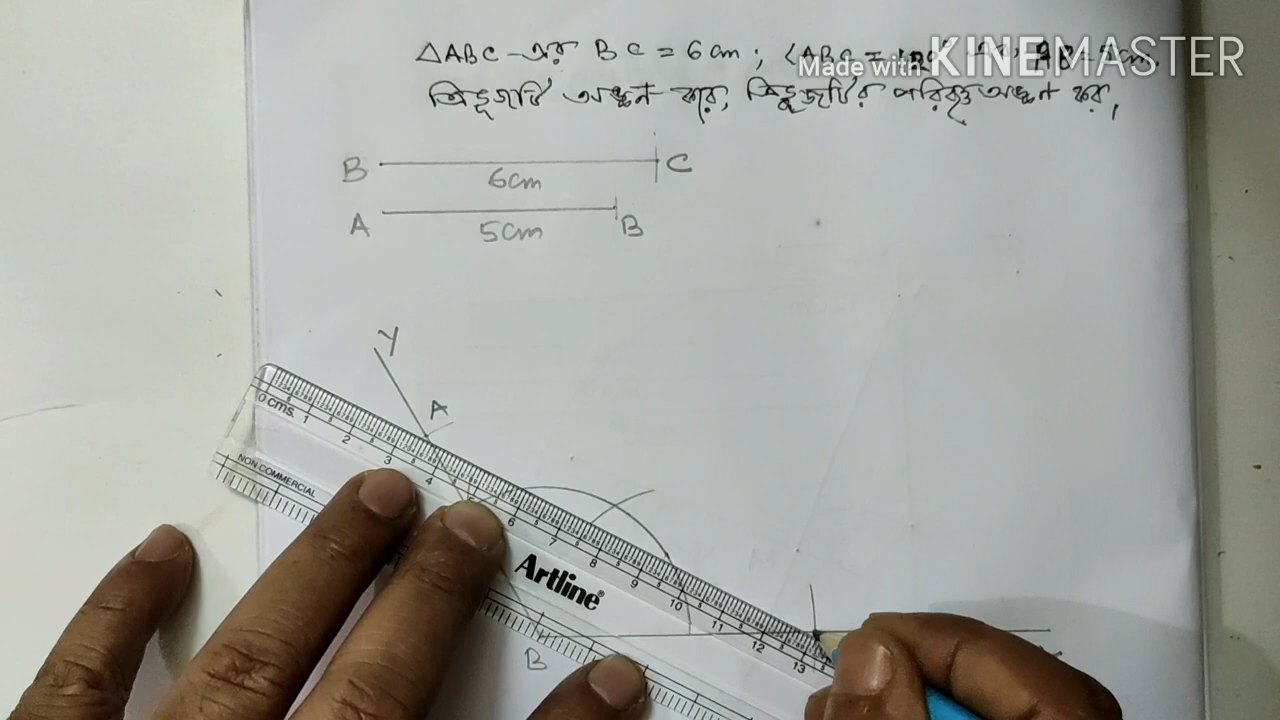 △ABC -এর BC = 6 cm ; ∠ABC =
Made with KINEMASTER
ত্রিভূজটি অঙ্কন করে, ত্রিভূজটির পরিবৃত্ত অঙ্কন কর,
B C
6cm
A B
5cm
Y
A
0 cms. 1 2 3 4 5 6 7 8 9 10 11 12 13
NON COMMERCIAL
Artline
B